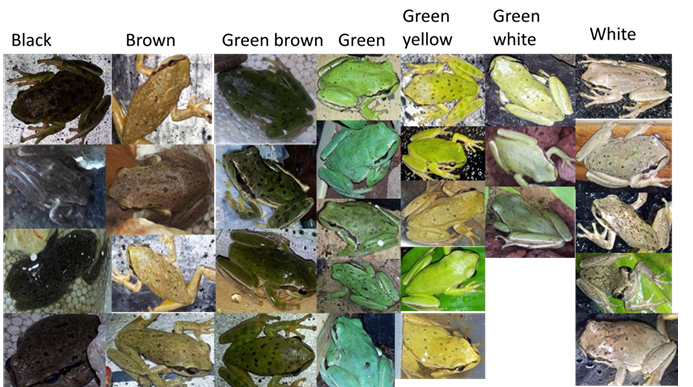 Black
Brown
Green brown
Green
Green
yellow
Green
white
White